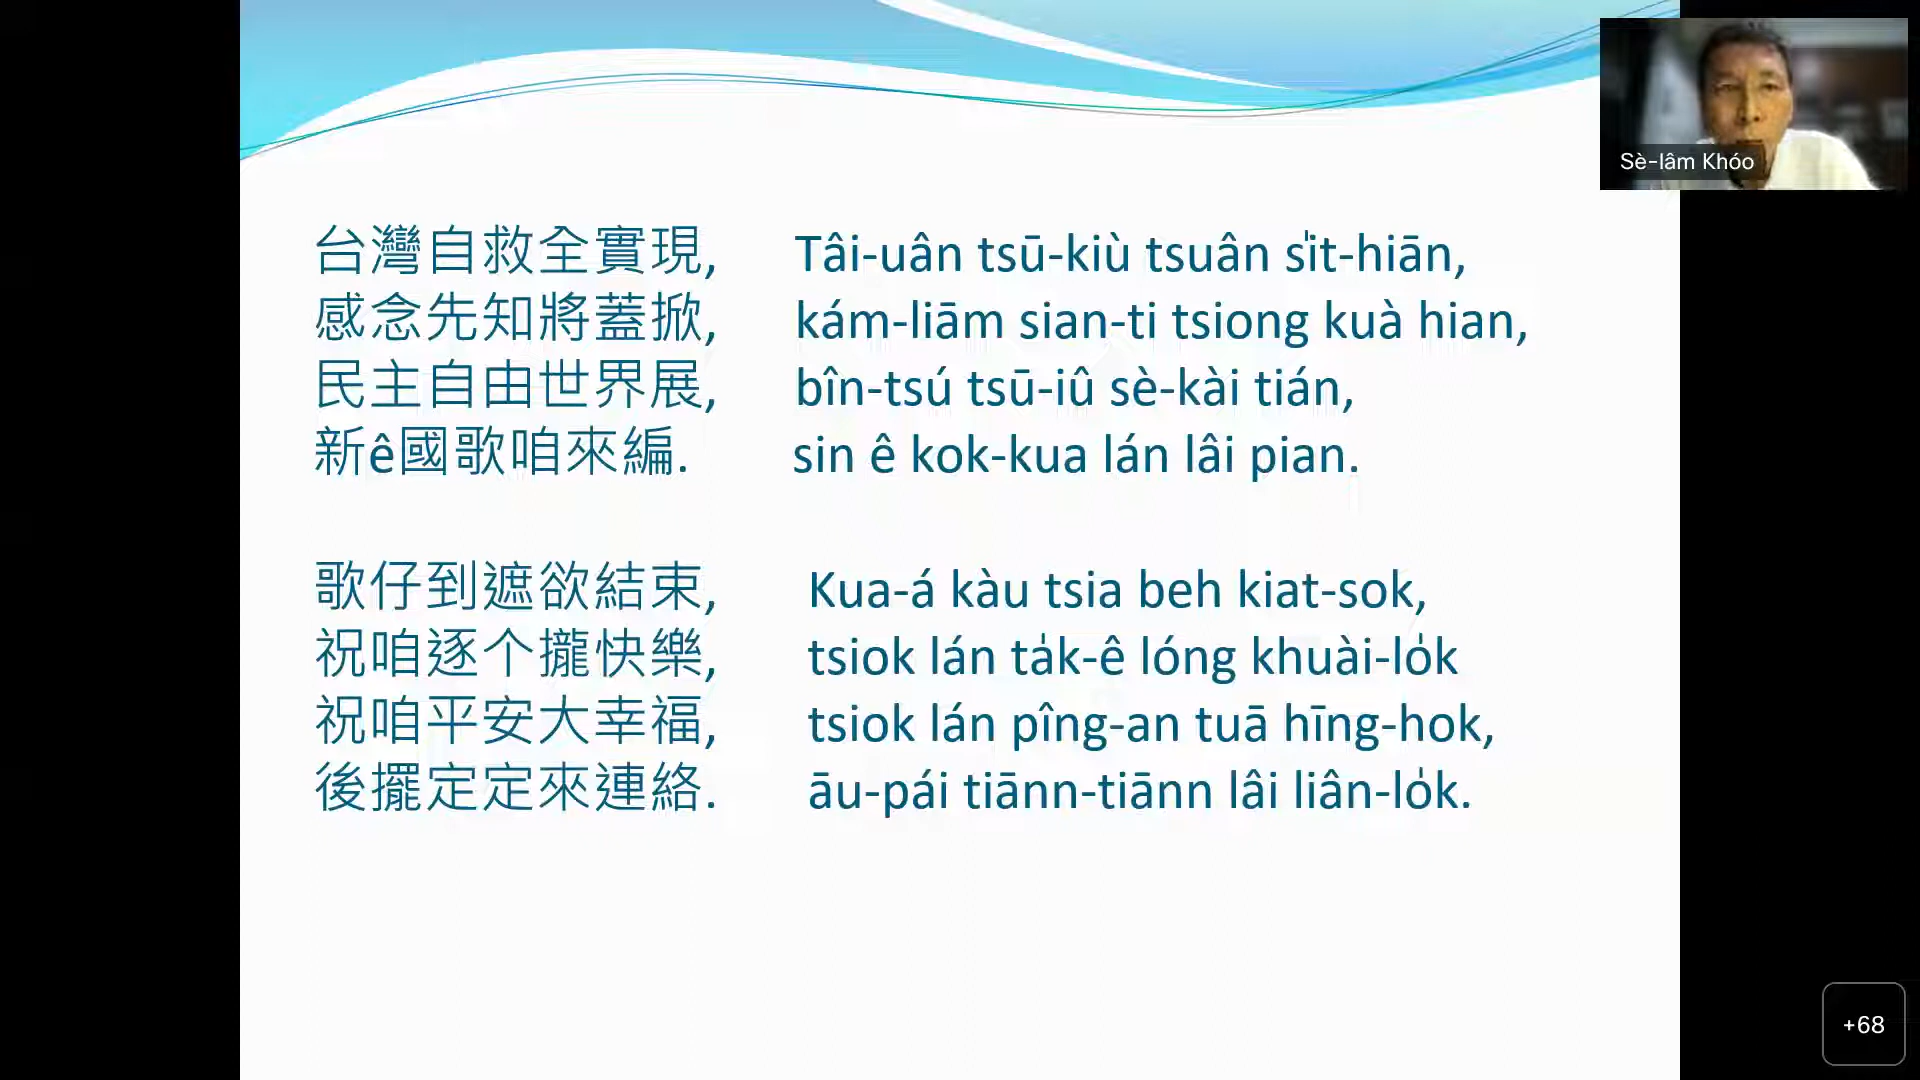 Sè-lâm Khóo
台灣自救全實現, Tâi-uân tsū-kiù tsuân si̍t-hiān,
感念先知將蓋掀, kám-liām sian-ti tsiong kuà hian,
民主自由世界展, bîn-tsú tsū-iû sè-kài tián,
新ê國歌咱來編. sin ê kok-kua lán lâi pian.
歌仔到遮欲結束, Kua-á kàu tsia beh kiat-sok,
祝咱逐个攏快樂, tsiok lán ta̍k-ê lóng khuài-lo̍k
祝咱平安大幸福, tsiok lán pîng-an tuā hīng-hok,
後擺定定來連絡. āu-pái tiānn-tiānn lâi liân-lo̍k.
+68